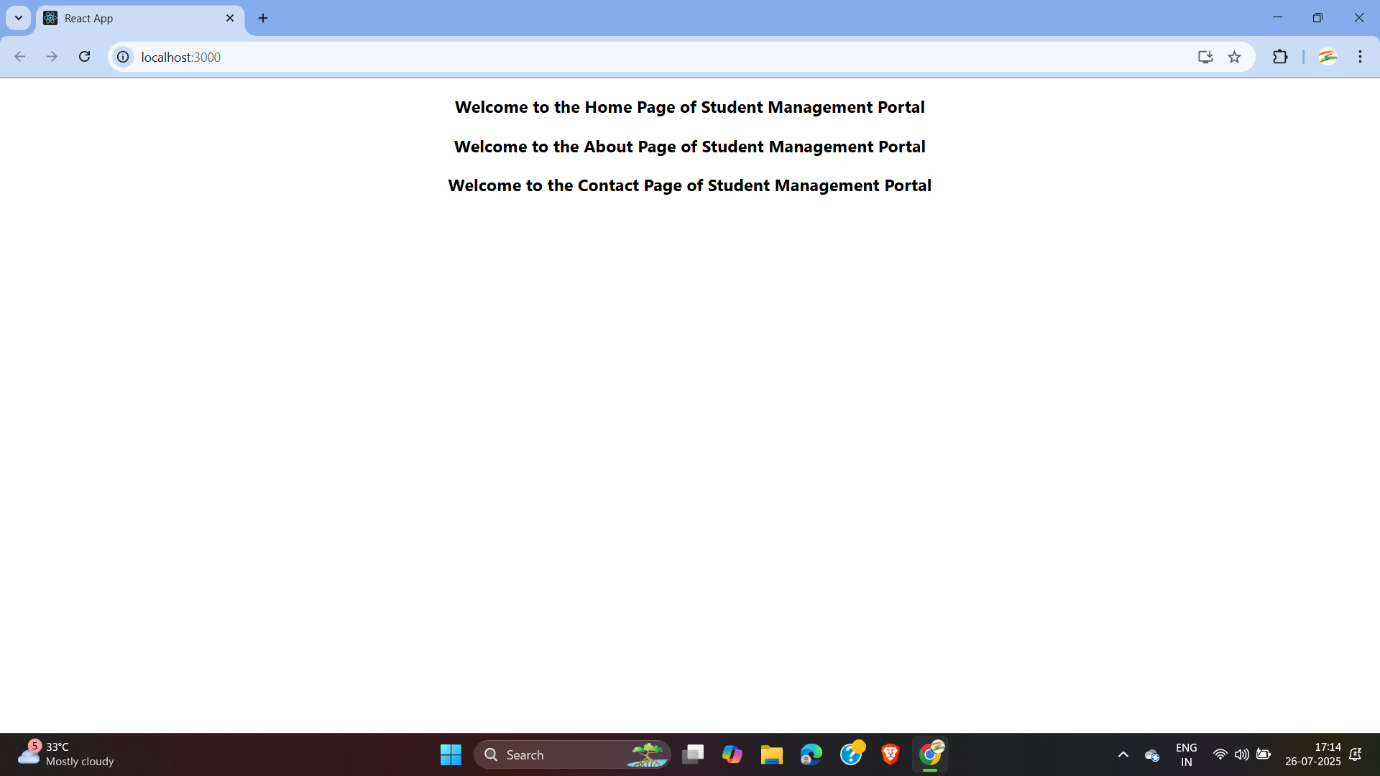 React App
localhost:3000
Welcome to the Home Page of Student Management Portal
Welcome to the About Page of Student Management Portal
Welcome to the Contact Page of Student Management Portal
5
33°C
Mostly cloudy
Search
ENG
IN
17:14
26-07-2025